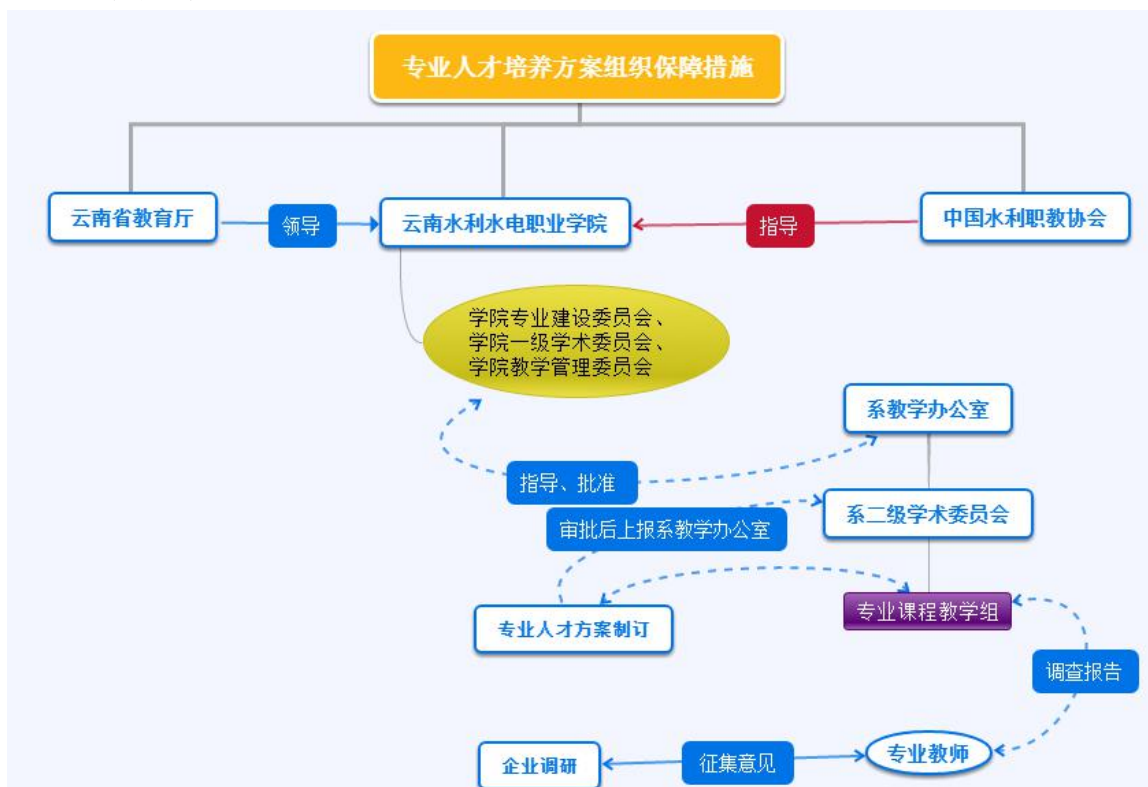 专业人才培养方案组织保障措施
云南省教育厅
领导
云南水利水电职业学院
指导
中国水利职教协会
学院专业建设委员会、
学院一级学术委员会、
学院教学管理委员会
系教学办公室
指导、批准
系二级学术委员会
审批后上报系教学办公室
专业课程教学组
专业人才方案制订
调查报告
企业调研
征集意见
专业教师